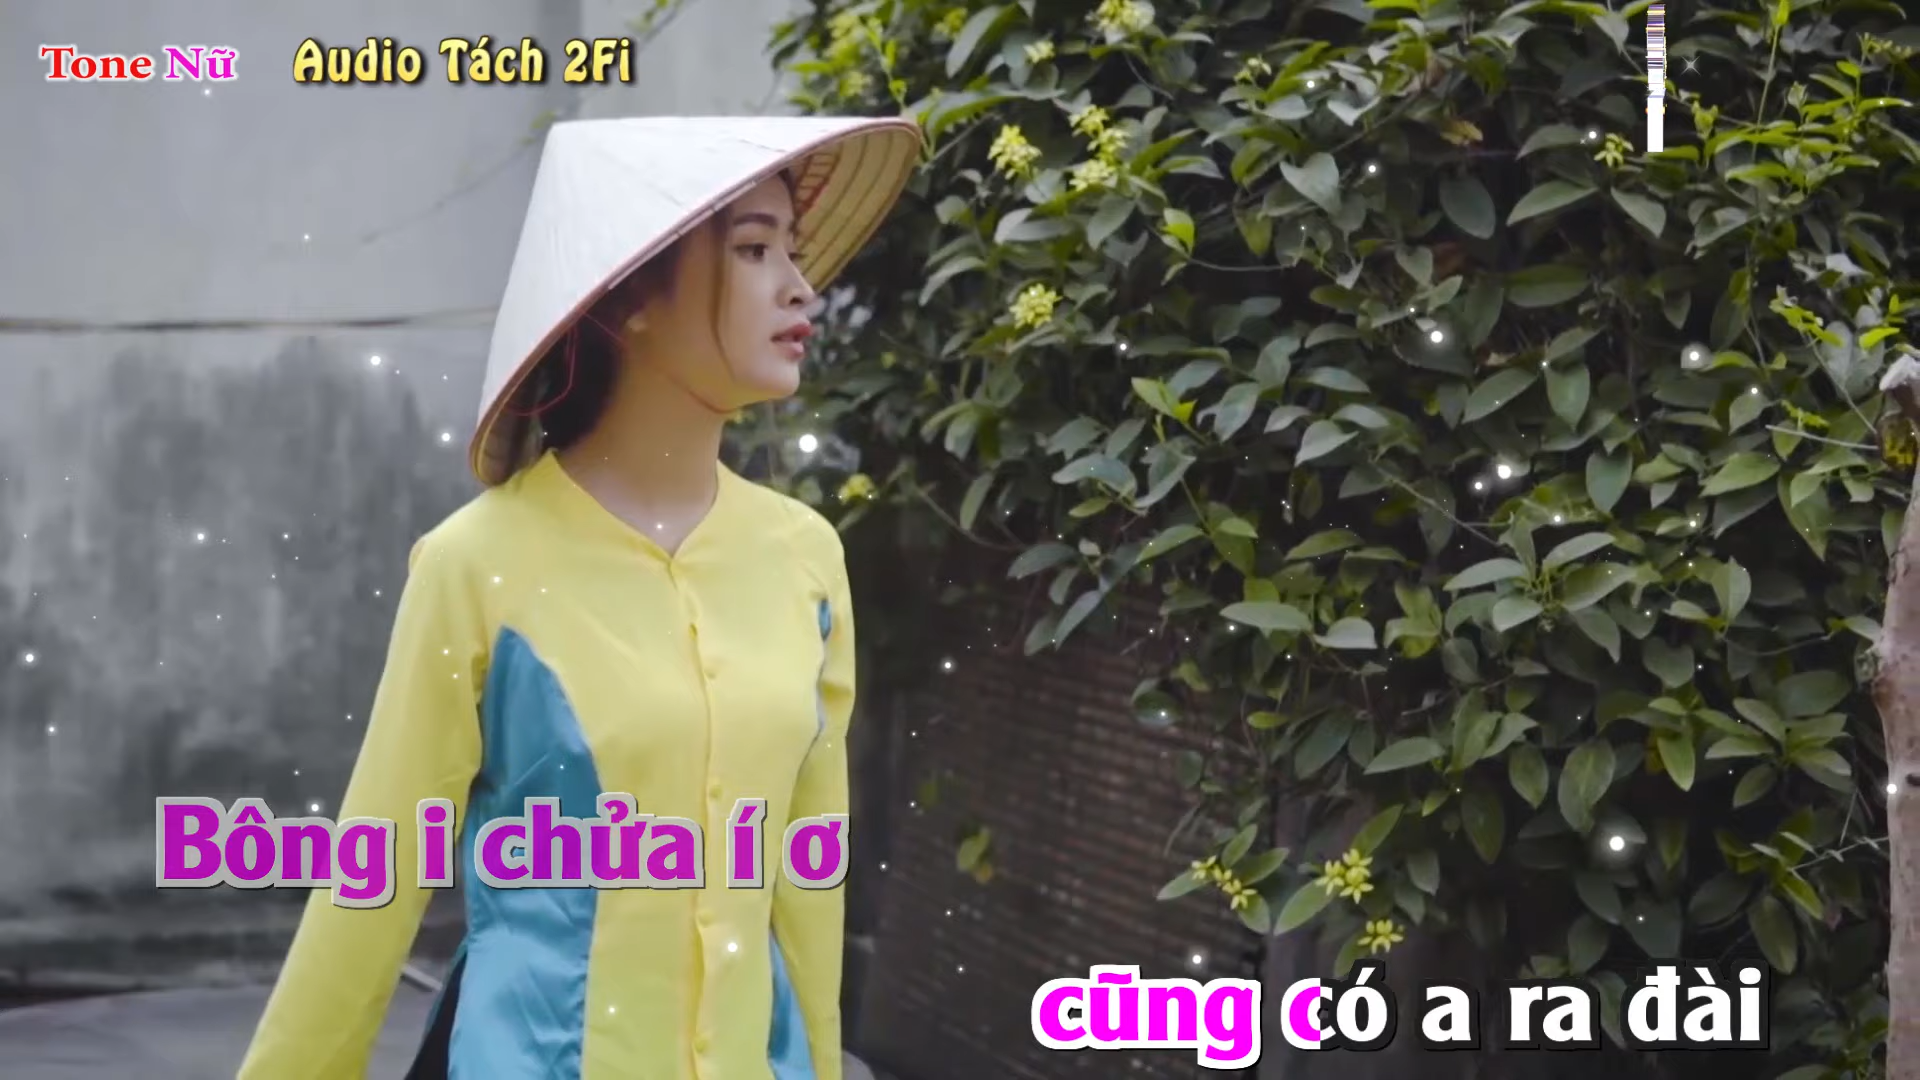 Tone Nữ Audio Tách 2Fi
Bông i chửa í ơ
cũng có a ra đài